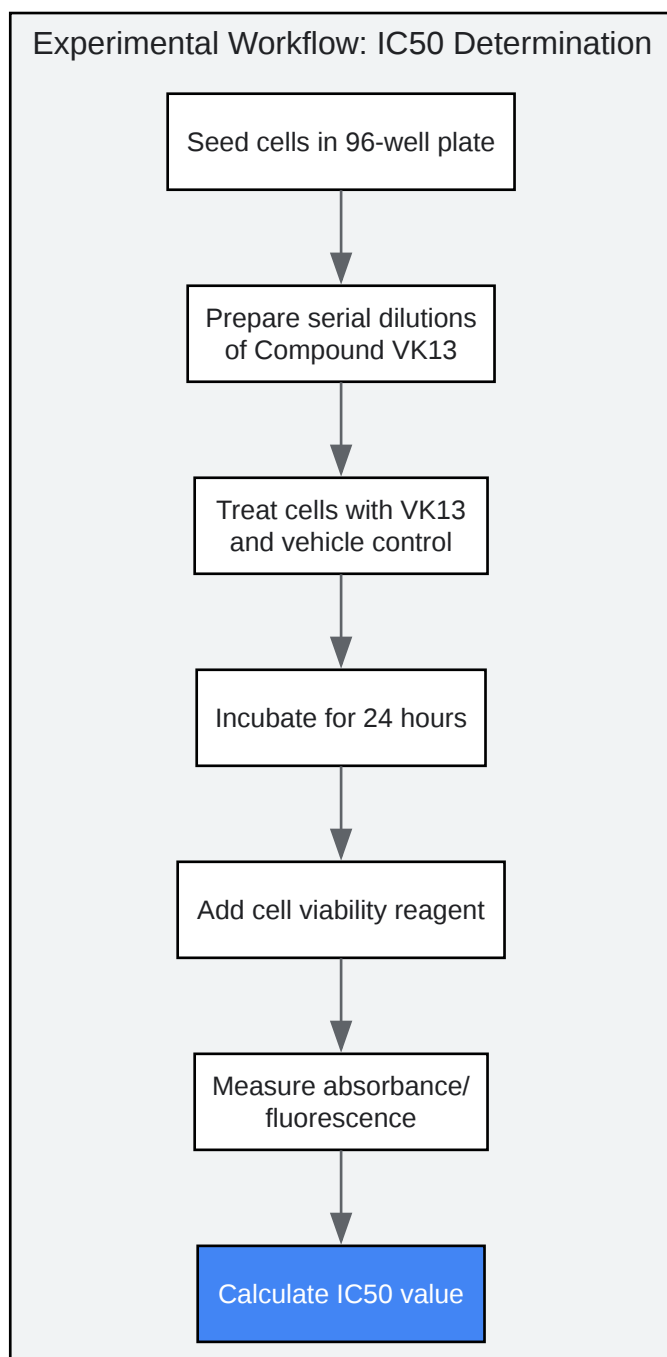 Experimental Workflow: IC50 Determination
Seed cells in 96-well plate
Prepare serial dilutions
of Compound VK13
Treat cells with VK13
and vehicle control
Incubate for 24 hours
Add cell viability reagent
Measure absorbance/
fluorescence
Calculate IC50 value